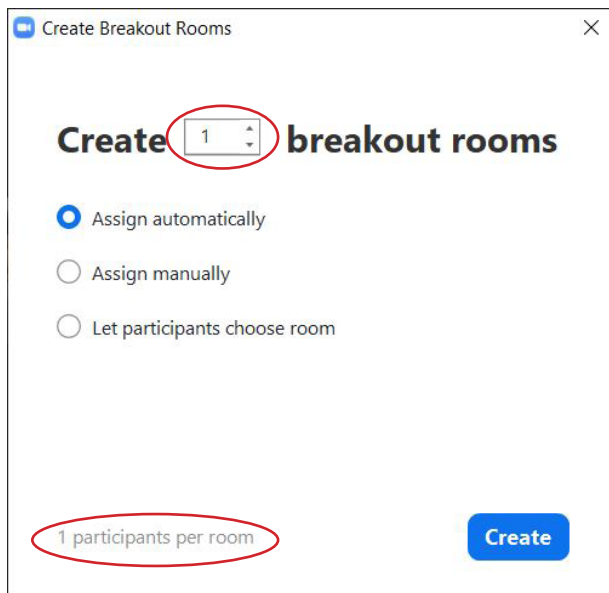 Create Breakout Rooms
Create 1 breakout rooms
Assign automatically
Assign manually
Let participants choose room
1 participants per room
Create